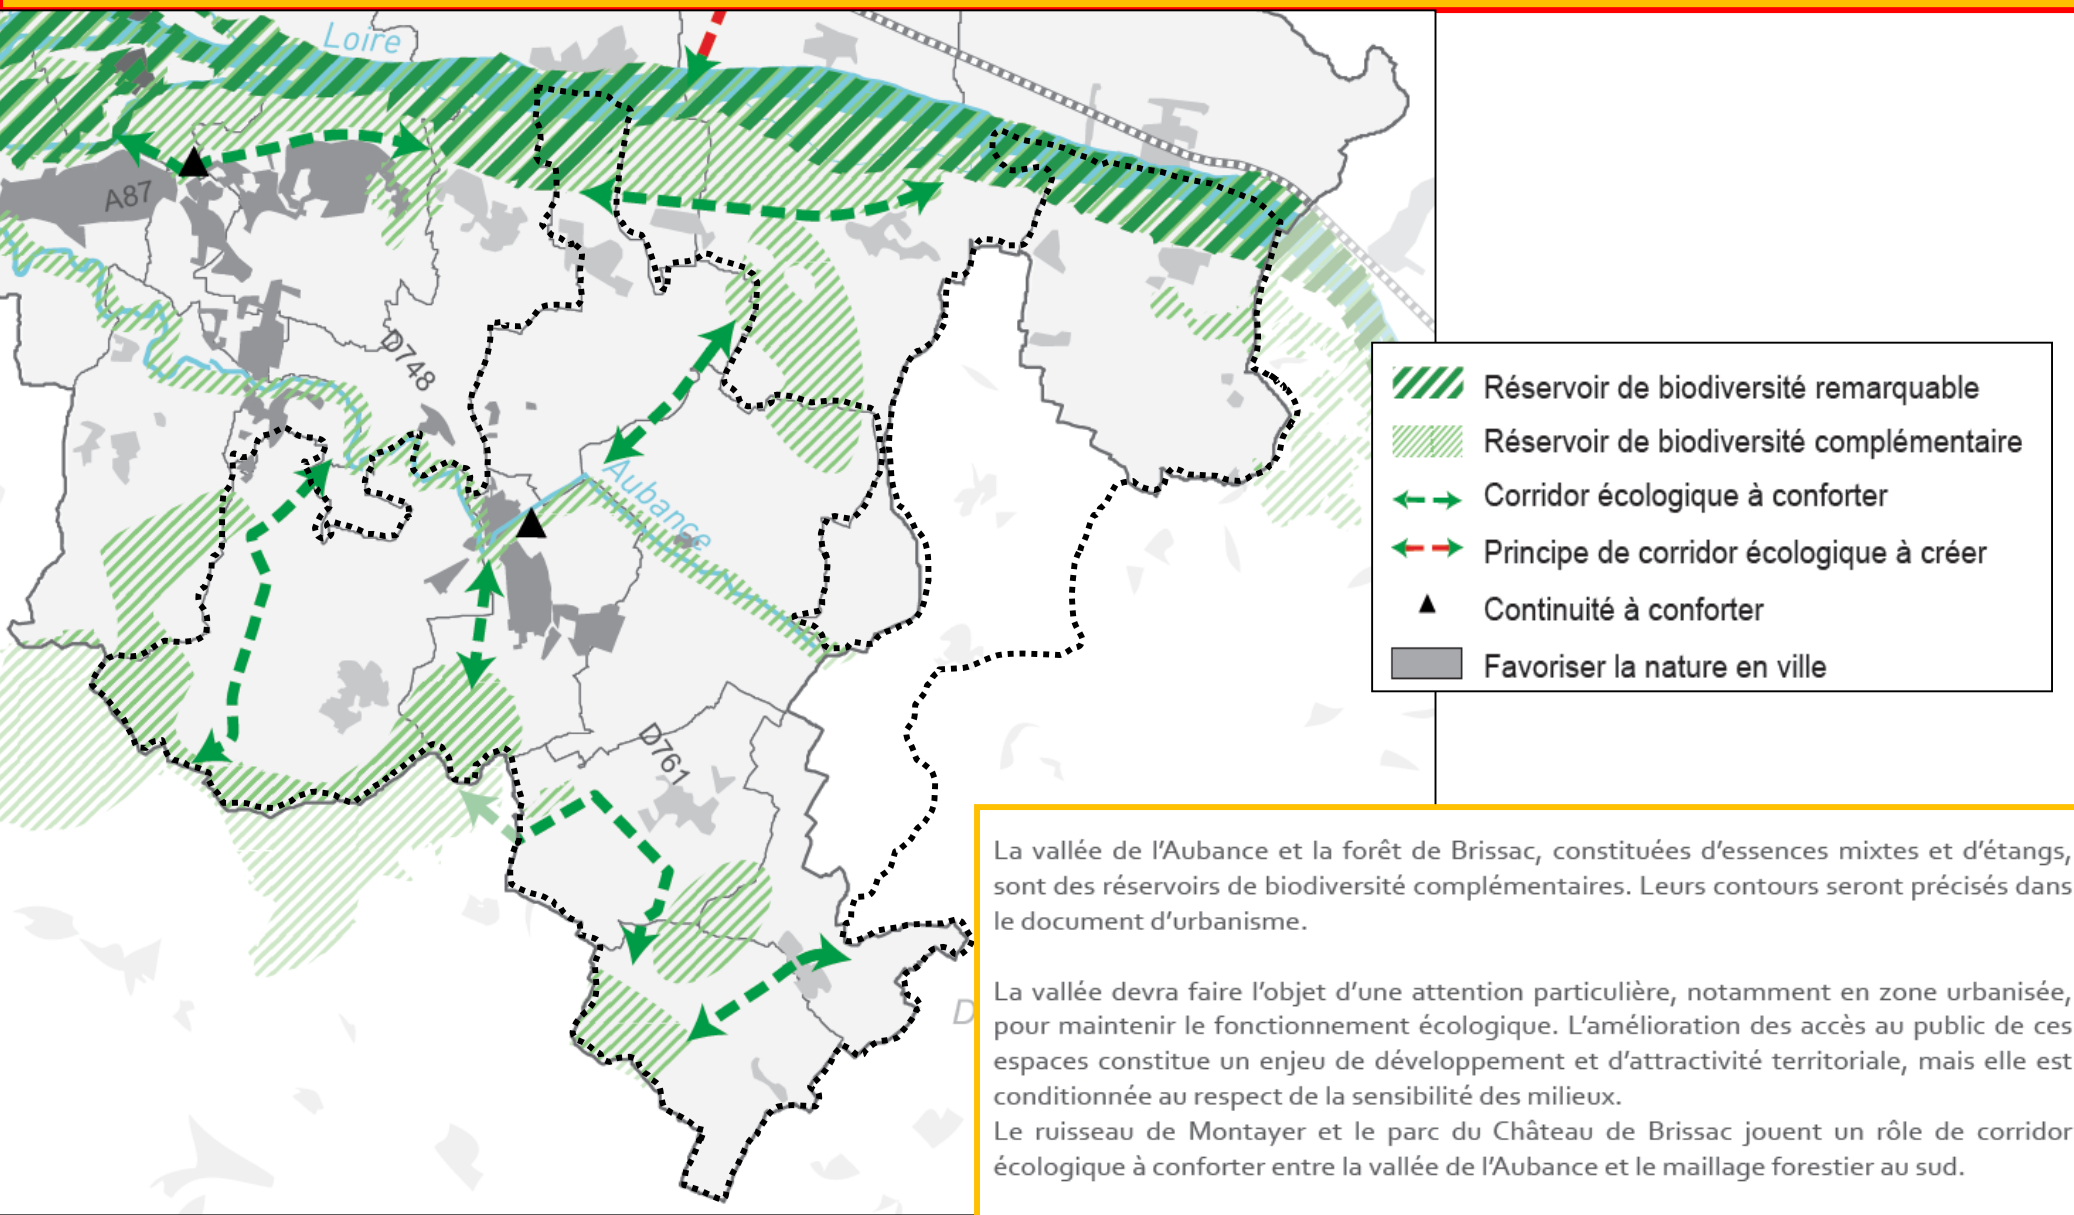 Loire
A87
D748
Aubance
D761
D
Réservoir de biodiversité remarquable
Réservoir de biodiversité complémentaire
Corridor écologique à conforter
Principe de corridor écologique à créer
Continuité à conforter
Favoriser la nature en ville
La vallée de l’Aubance et la forêt de Brissac, constituées d’essences mixtes et d’étangs,
sont des réservoirs de biodiversité complémentaires. Leurs contours seront précisés dans
le document d’urbanisme.
La vallée devra faire l’objet d’une attention particulière, notamment en zone urbanisée,
pour maintenir le fonctionnement écologique. L’amélioration des accès au public de ces
espaces constitue un enjeu de développement et d’attractivité territoriale, mais elle est
conditionnée au respect de la sensibilité des milieux.
Le ruisseau de Montayer et le parc du Château de Brissac jouent un rôle de corridor
écologique à conforter entre la vallée de l’Aubance et le maillage forestier au sud.